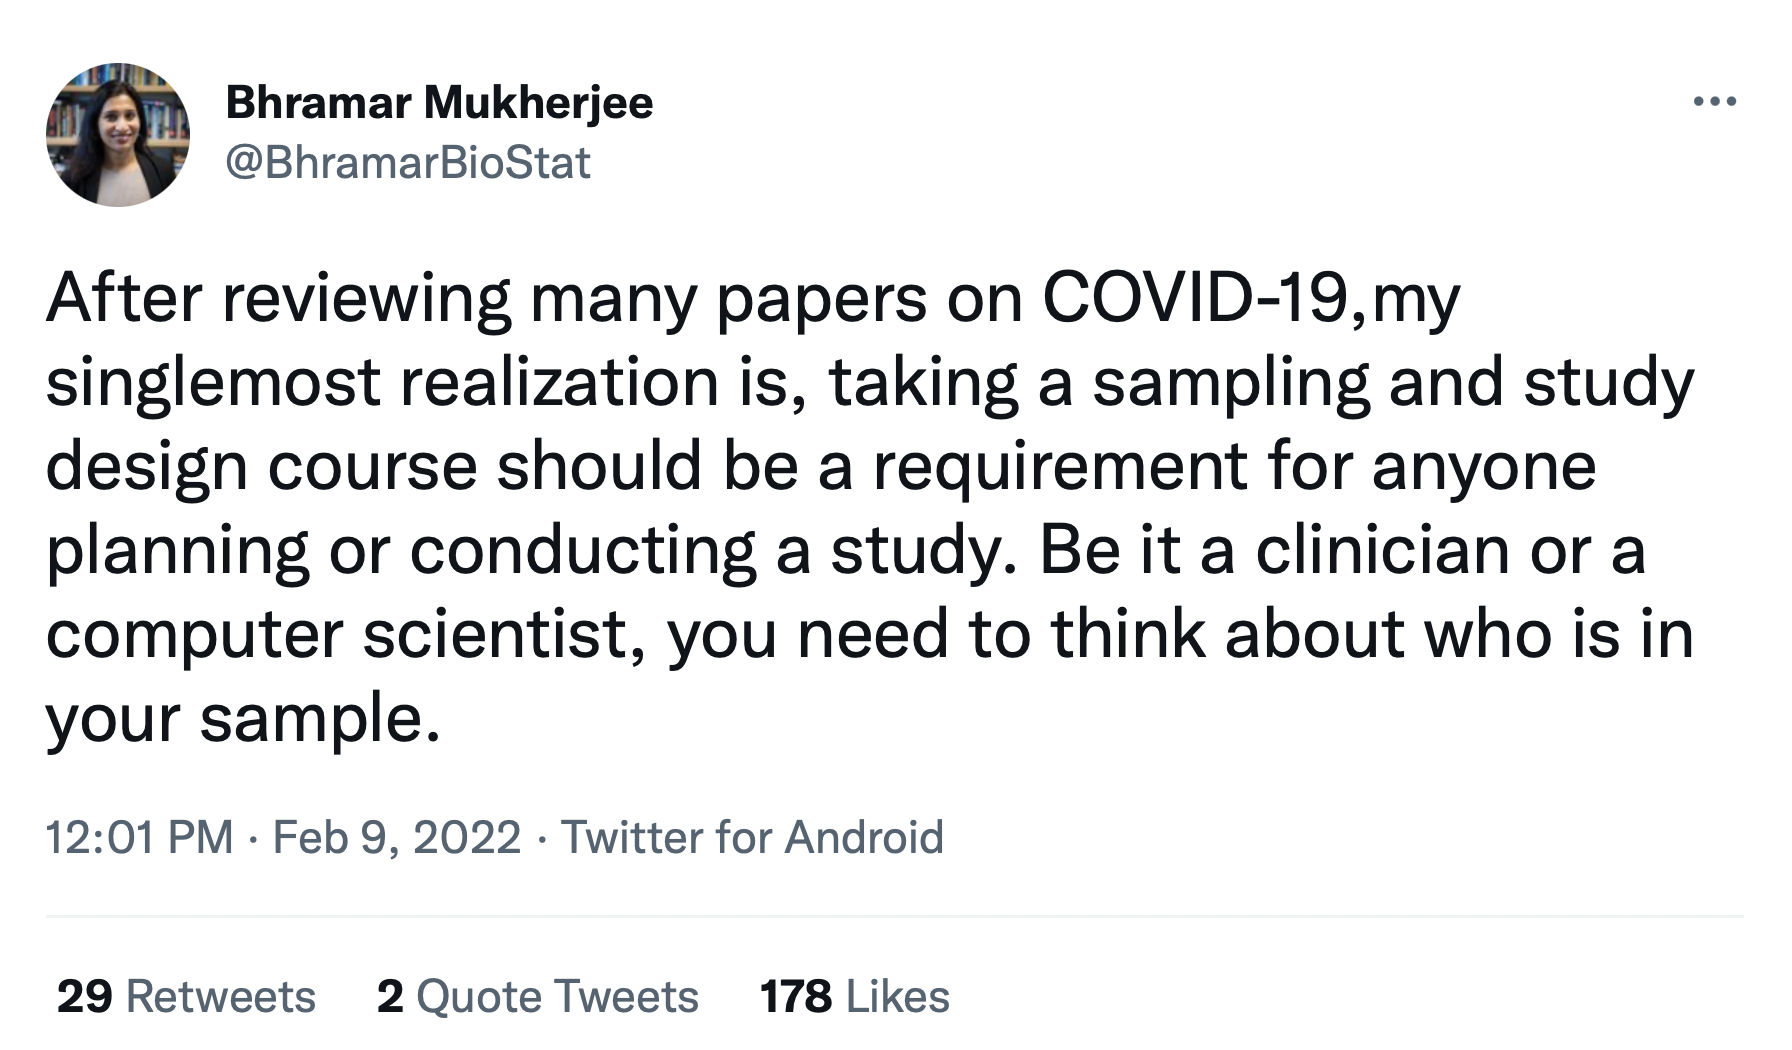 Bhramar Mukherjee
@BhramarBioStat
After reviewing many papers on COVID-19,my
singlemost realization is, taking a sampling and study
design course should be a requirement for anyone
planning or conducting a study. Be it a clinician or a
computer scientist, you need to think about who is in
your sample.
12:01 PM · Feb 9, 2022 · Twitter for Android
29 Retweets 2 Quote Tweets 178 Likes